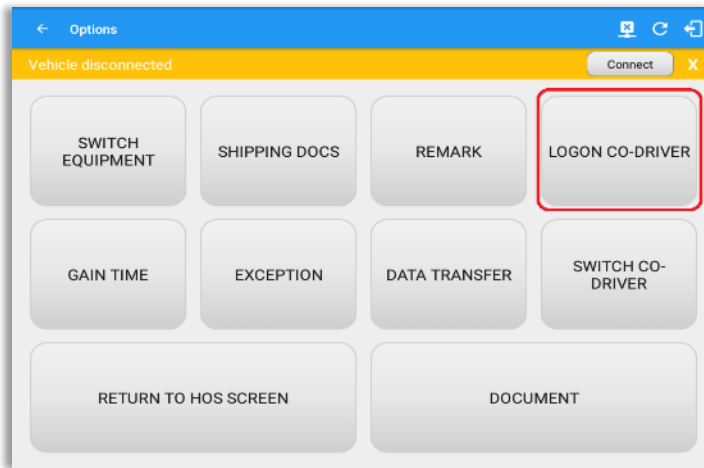 Options
Vehicle disconnected
Connect
X
SWITCH
EQUIPMENT
SHIPPING DOCS
REMARK
LOGON CO-DRIVER
GAIN TIME
EXCEPTION
DATA TRANSFER
SWITCH CO-
DRIVER
RETURN TO HOS SCREEN
DOCUMENT